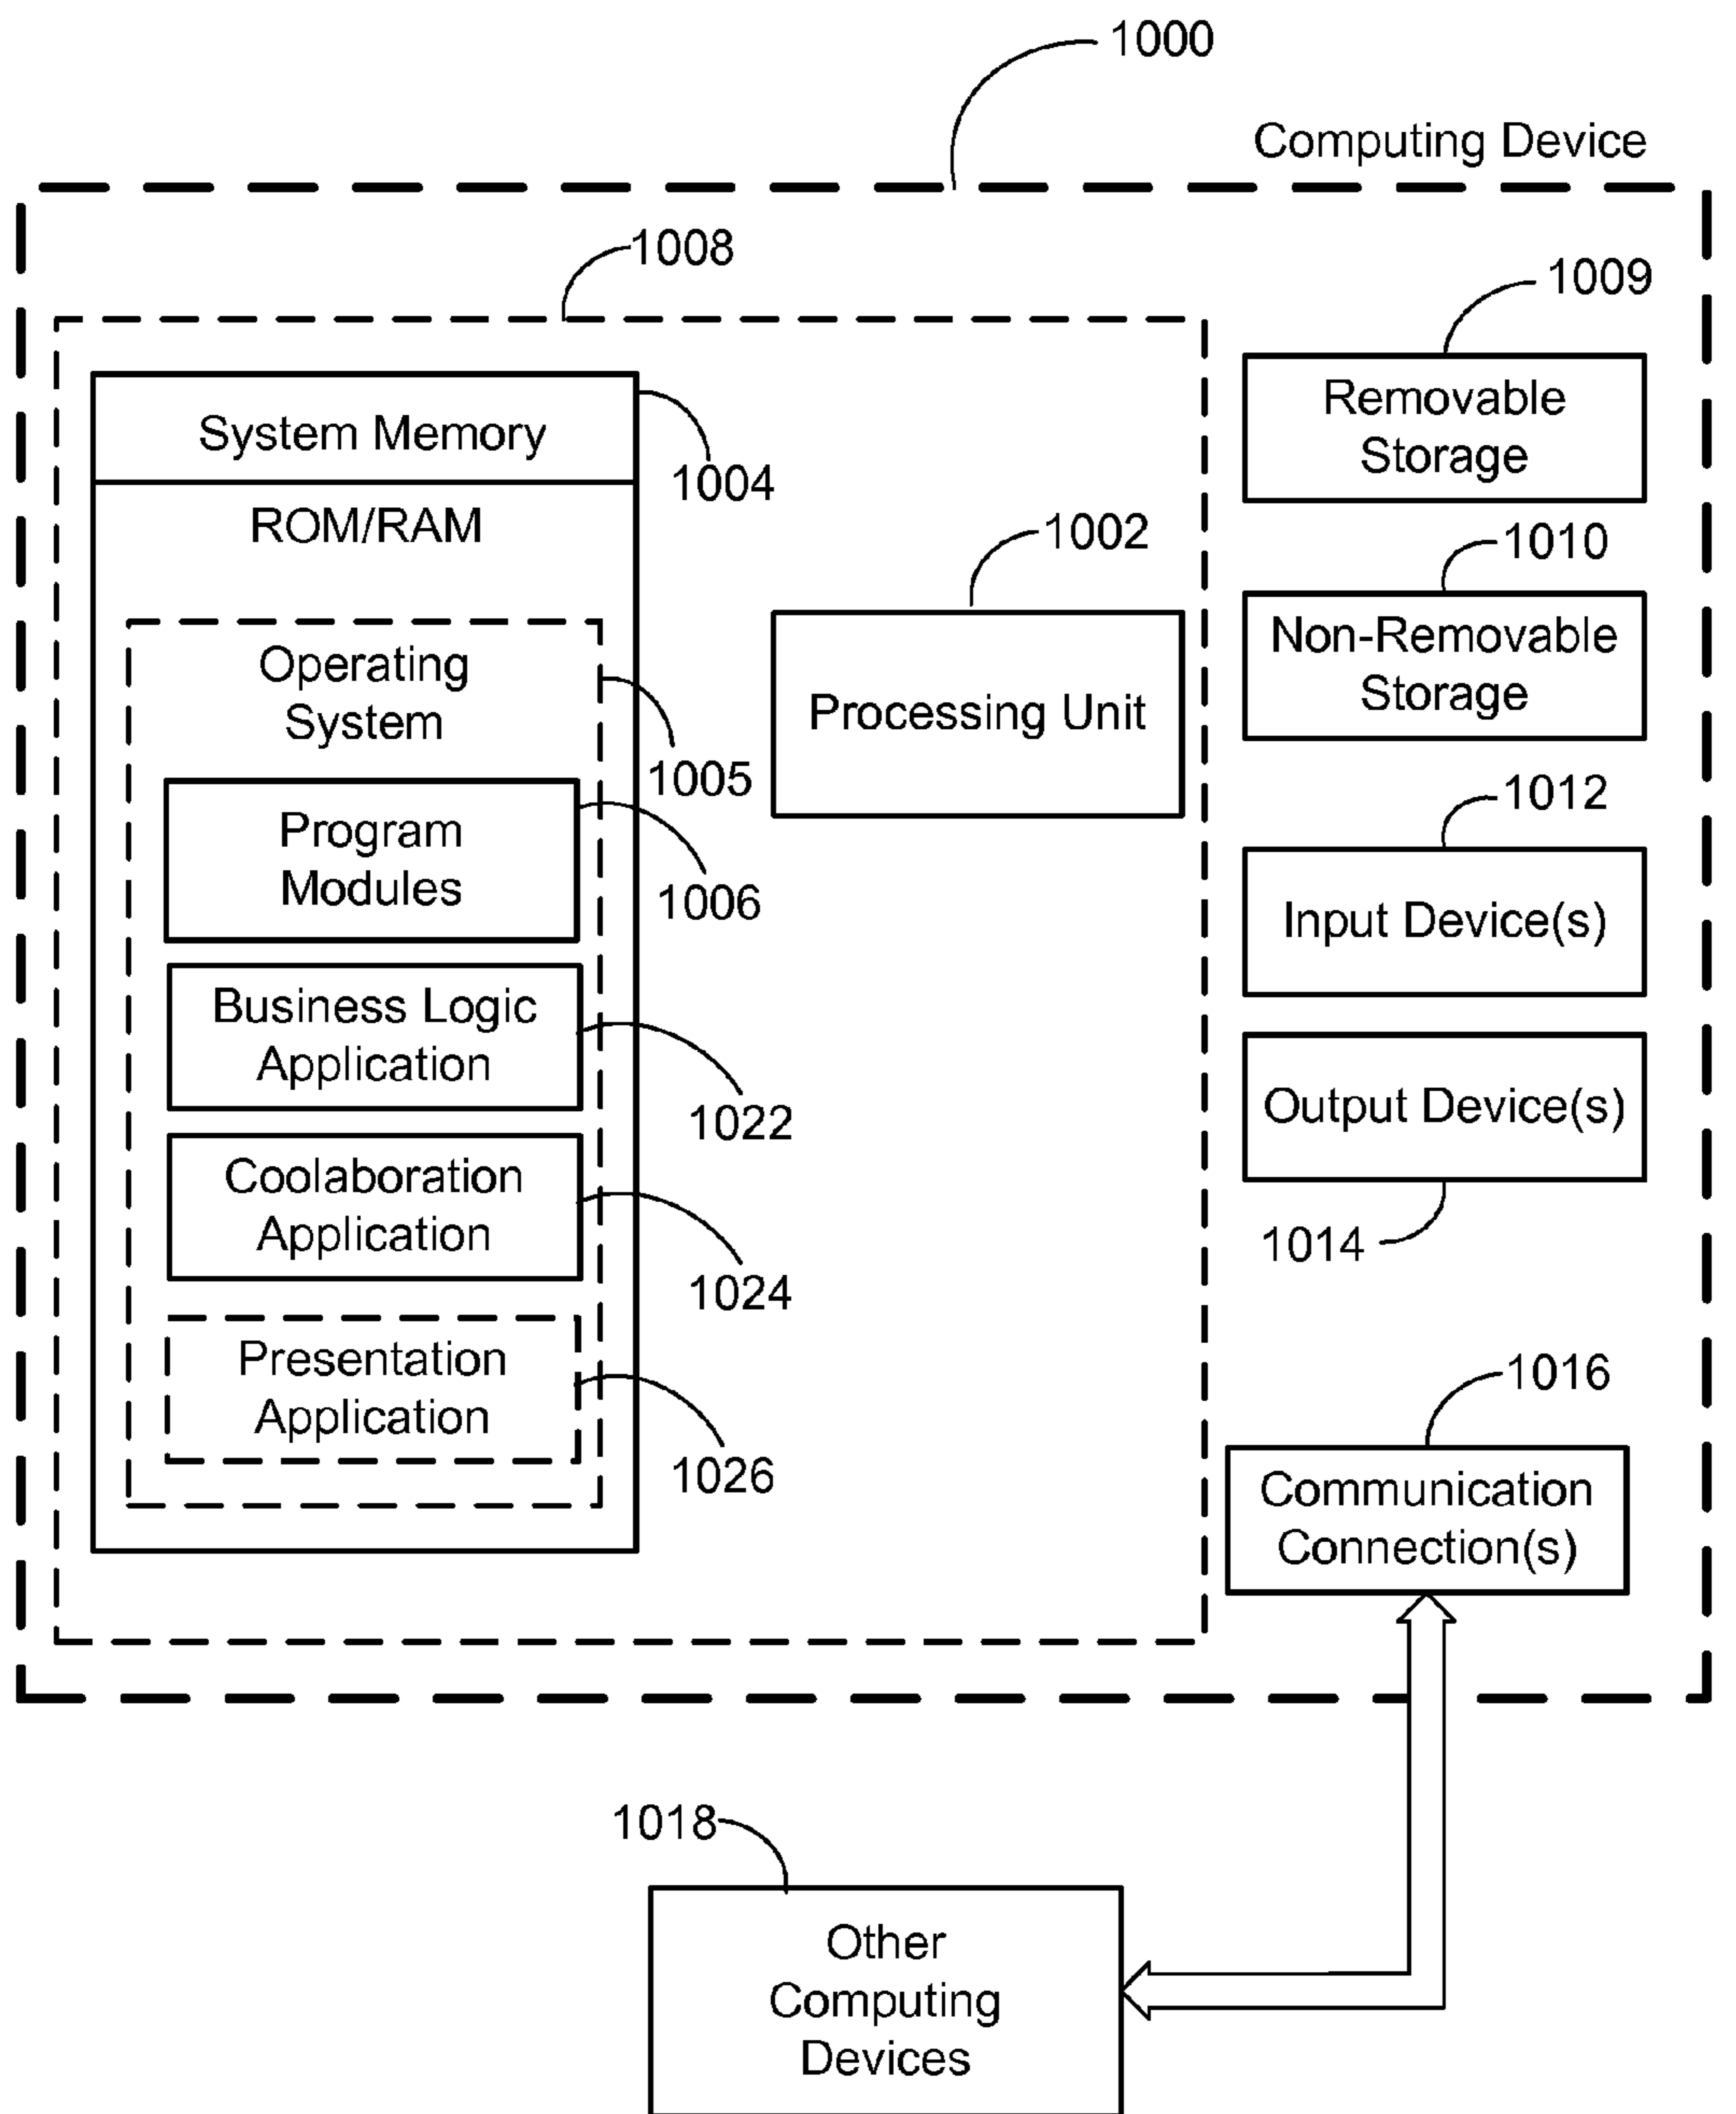 1000
Computing Device
1008
1009
Removable
Storage
System Memory
1004
ROM/RAM
1002
1010
Non-Removable
Storage
Operating
System
1005
Processing Unit
1012
Program
Modules
1006
Input Device(s)
Business Logic
Application
1022
Output Device(s)
1014
Coolaboration
Application
1024
Presentation
Application
1026
1016
Communication
Connection(s)
1018
Other
Computing
Devices